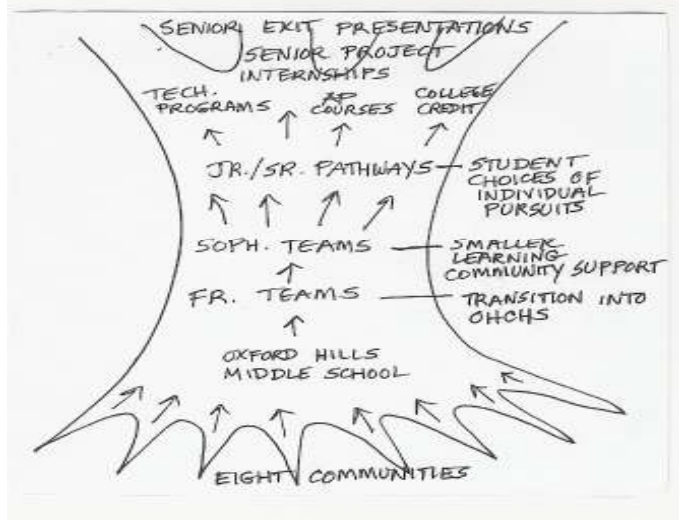 SENIOR EXIT PRESENTATIONS
SENIOR PROJECT
INTERNSHIPS
TECH.
PROGRAMS
AP
COURSES
COLLEGE
CREDIT
JR./SR. PATHWAYS
STUDENT
CHOICES OF
INDIVIDUAL
PURSUITS
SOPH. TEAMS
SMALLER
LEARNING
COMMUNITY SUPPORT
FR. TEAMS
TRANSITION INTO
OHCHS
OXFORD HILLS
MIDDLE SCHOOL
EIGHT COMMUNITIES